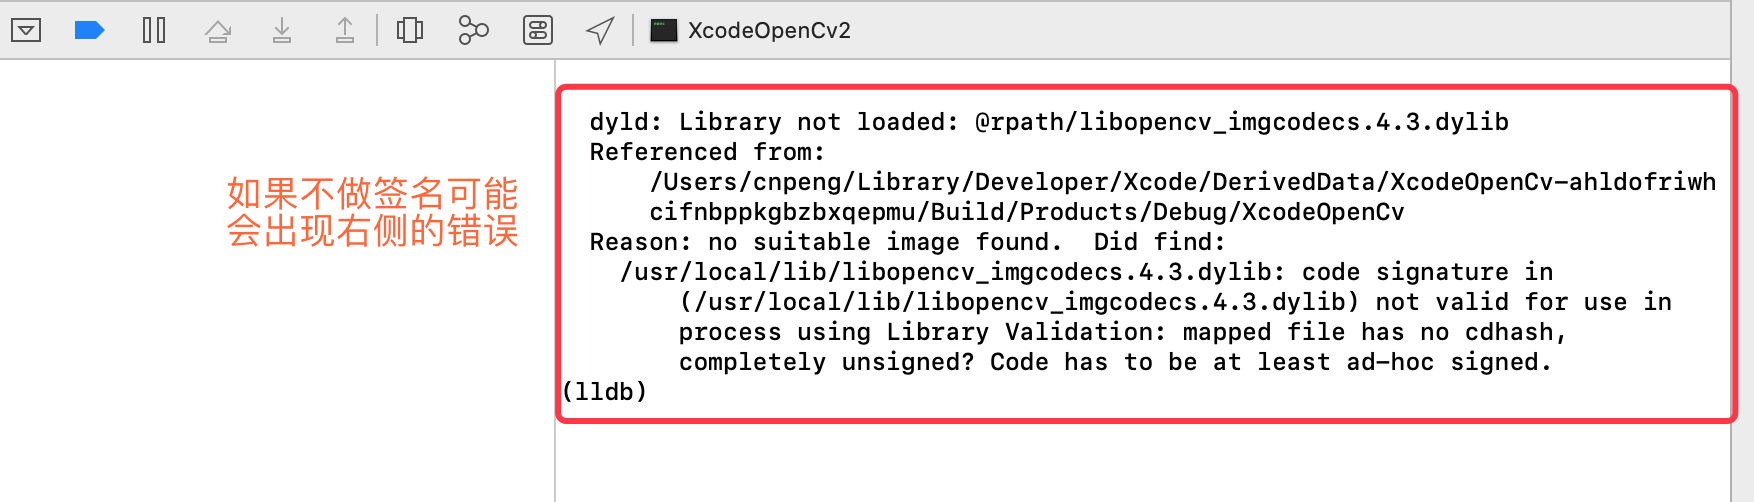 XcodeOpenCv2
如果不做签名可能
会出现右侧的错误
dyld: Library not loaded: @rpath/libopencv_imgcodecs.4.3.dylib
Referenced from:
/Users/cnpeng/Library/Developer/Xcode/DerivedData/XcodeOpenCv-ahldofriwh
cifnbppkgbzbxqepmu/Build/Products/Debug/XcodeOpenCv
Reason: no suitable image found.  Did find:
/usr/local/lib/libopencv_imgcodecs.4.3.dylib: code signature in
(/usr/local/lib/libopencv_imgcodecs.4.3.dylib) not valid for use in
process using Library Validation: mapped file has no cdhash,
completely unsigned? Code has to be at least ad-hoc signed.
(lldb)